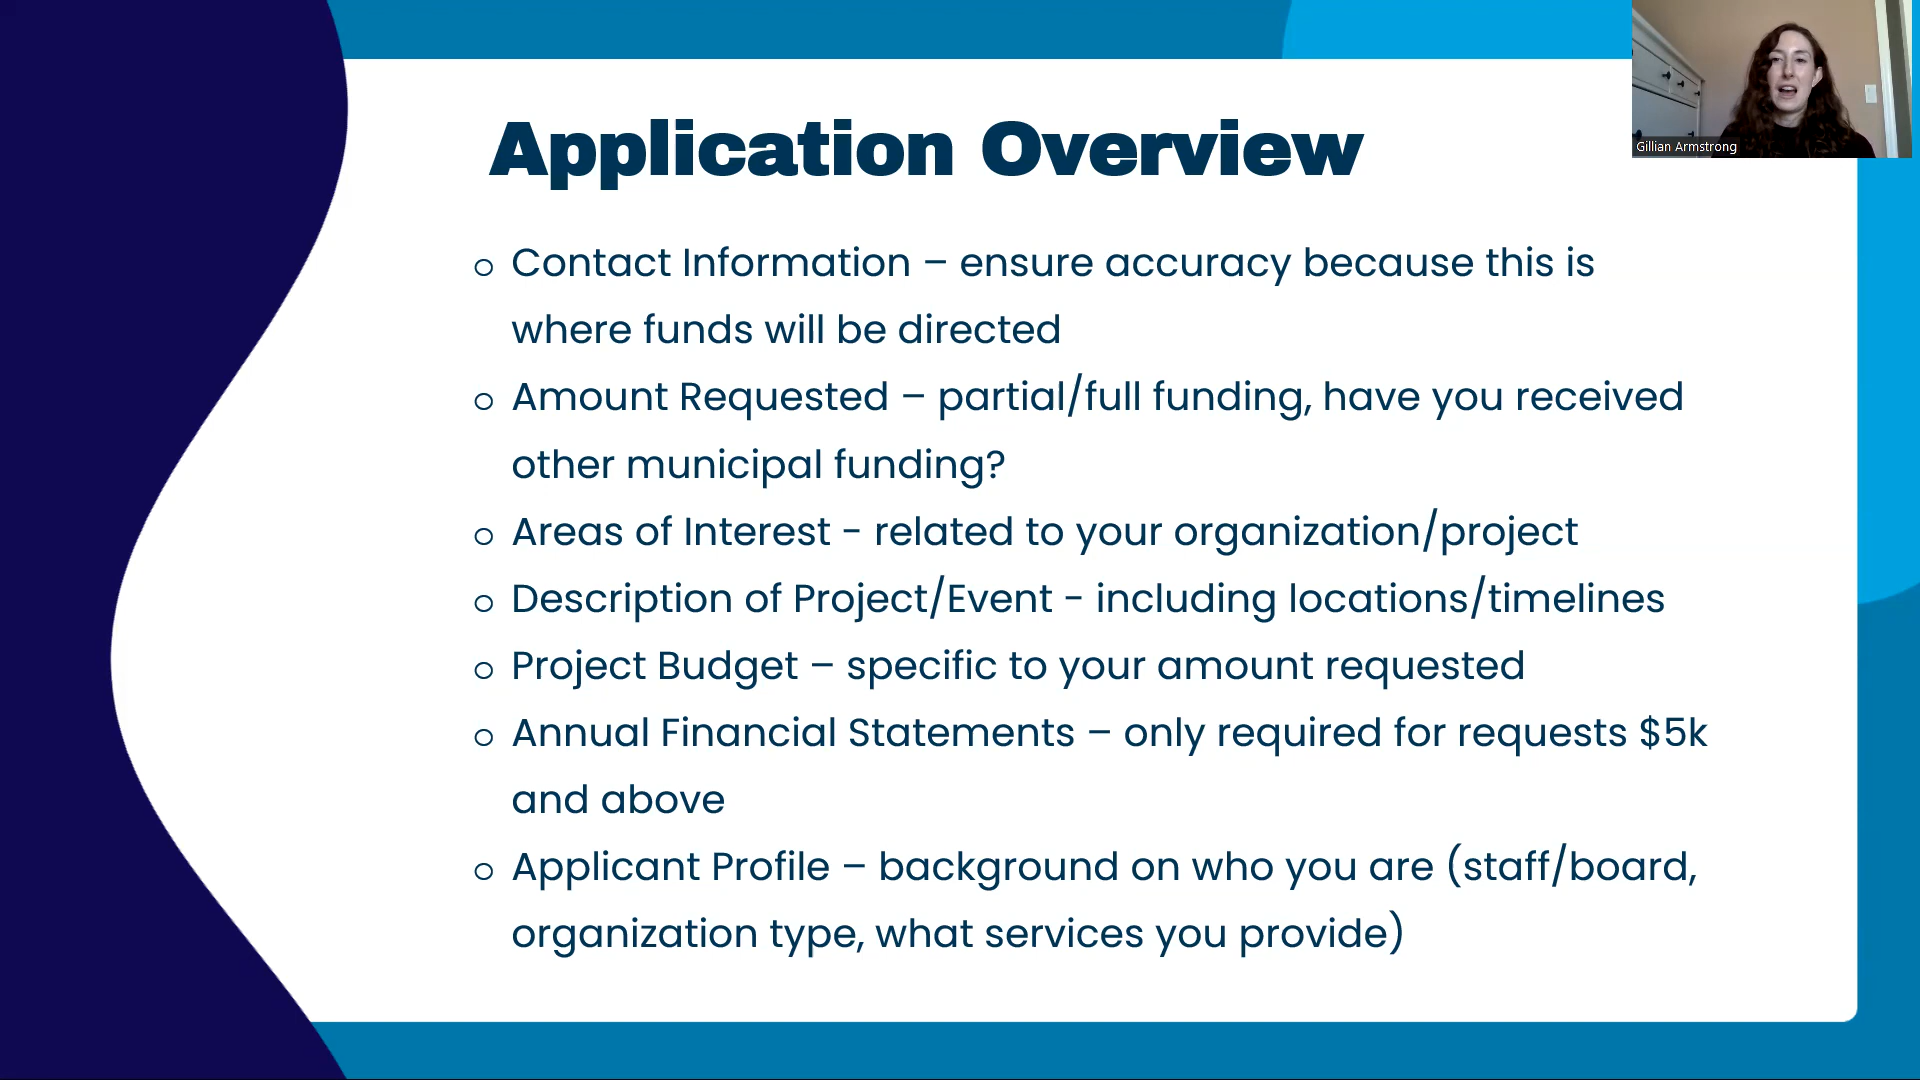 Application Overview
Gillian Armstrong
o Contact Information – ensure accuracy because this is
where funds will be directed
o Amount Requested – partial/full funding, have you received
other municipal funding?
o Areas of Interest - related to your organization/project
o Description of Project/Event - including locations/timelines
o Project Budget – specific to your amount requested
o Annual Financial Statements – only required for requests $5k
and above
o Applicant Profile – background on who you are (staff/board,
organization type, what services you provide)